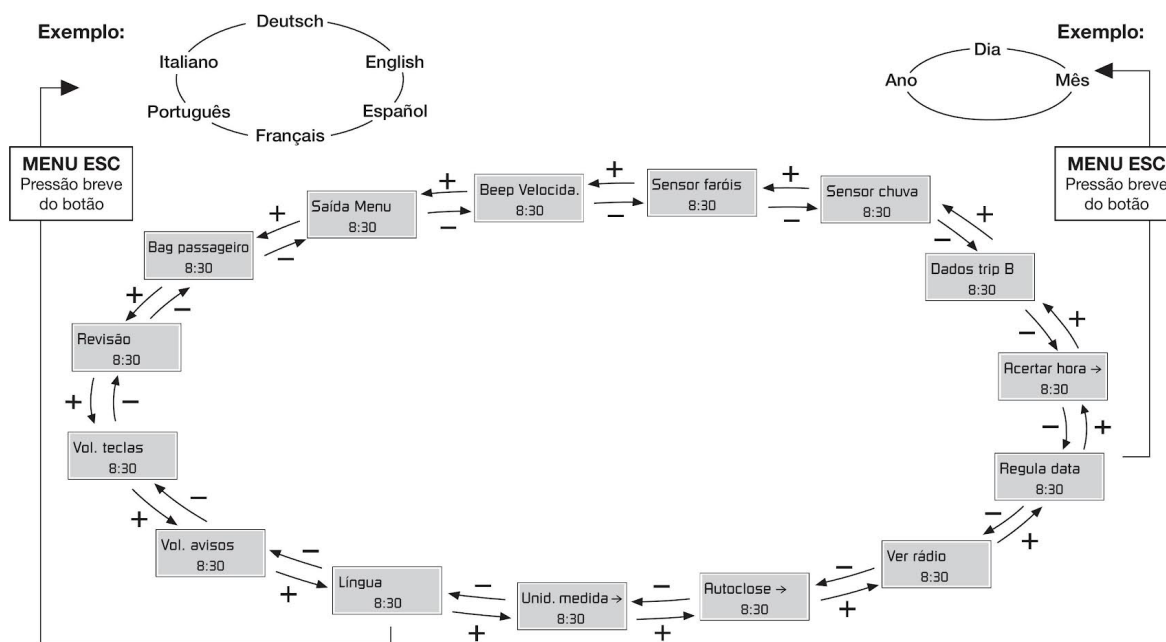 Exemplo:
Deutsch
Italiano
English
Português
Español
Français
Exemplo:
Dia
Ano
Mês
MENU ESC
Pressão breve
do botão
MENU ESC
Pressão breve
do botão
Beep Velocida.
8:30
Sensor faróis
8:30
Sensor chuva
8:30
Saída Menu
8:30
Bag passageiro
8:30
Dados trip B
8:30
Revisão
8:30
Acertar hora →
8:30
Vol. teclas
8:30
Regula data
8:30
Vol. avisos
8:30
Ver rádio
8:30
Língua
8:30
Unid. medida →
8:30
Autoclose →
8:30
+
−
+
−
+
−
+
−
+
−
+
−
+
−
+
−
+
−
+
−
+
−
+
−
+
−
+
−